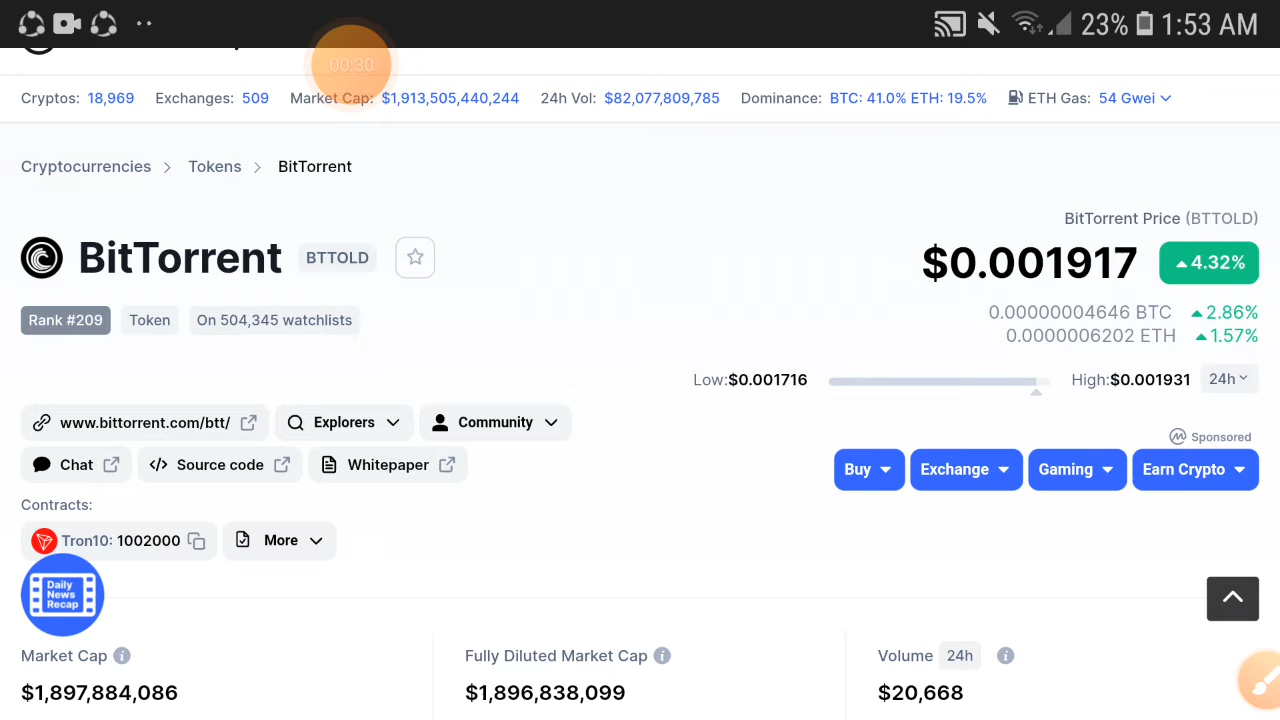 23% 1:53 AM
00:30
Cryptos: 18,969 Exchanges: 509 Market Cap: $1,913,505,440,244 24h Vol: $82,077,809,785 Dominance: BTC: 41.0% ETH: 19.5% ETH Gas: 54 Gwei
Cryptocurrencies Tokens BitTorrent
BitTorrent Price (BTTOLD)
BitTorrent BTTOLD $0.001917 4.32%
Rank #209 Token On 504,345 watchlists
0.00000004646 BTC 2.86%
0.0000006202 ETH 1.57%
Low:$0.001716 High:$0.001931 24h
www.bittorrent.com/btt/ Explorers Community
Sponsored
Chat Source code Whitepaper
Buy Exchange Gaming Earn Crypto
Contracts:
Tron10: 1002000 More
Daily
News
Recap
Market Cap Fully Diluted Market Cap Volume 24h
$1,897,884,086 $1,896,838,099 $20,668